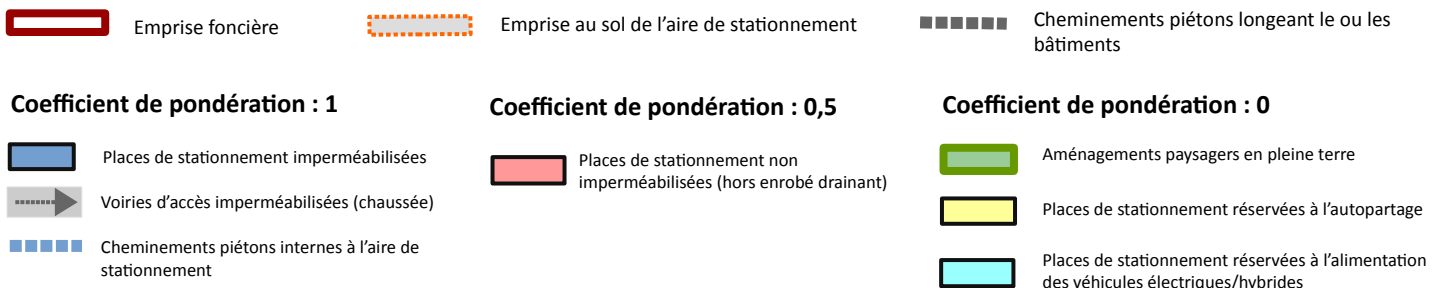 Emprise foncière
Emprise au sol de l'aire de stationnement
Cheminements piétons longeant le ou les
bâtiments
Coefficient de pondération : 1
Places de stationnement imperméabilisées
Voiries d'accès imperméabilisées (chaussée)
Cheminements piétons internes à l'aire de
stationnement
Coefficient de pondération : 0,5
Places de stationnement non
imperméabilisées (hors enrobé drainant)
Coefficient de pondération : 0
Aménagements paysagers en pleine terre
Places de stationnement réservées à l'autopartage
Places de stationnement réservées à l'alimentation
des véhicules électriques/hybrides